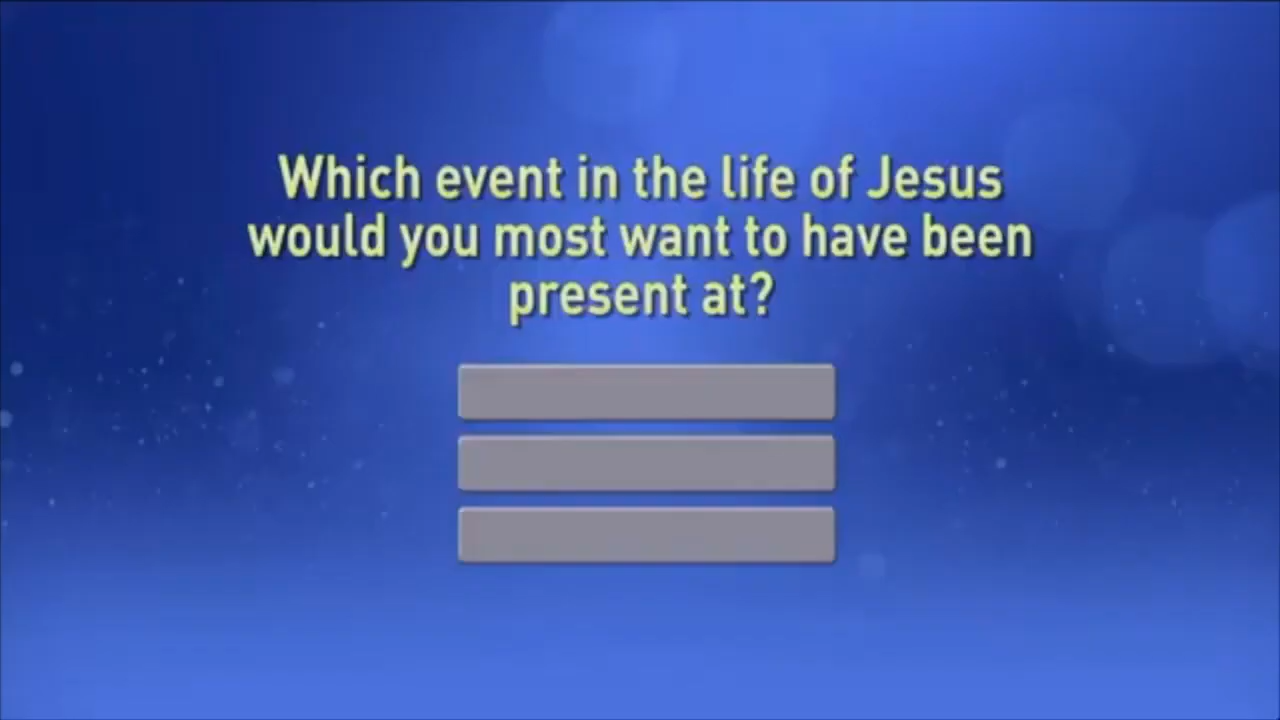 Which event in the life of Jesus
would you most want to have been
present at?